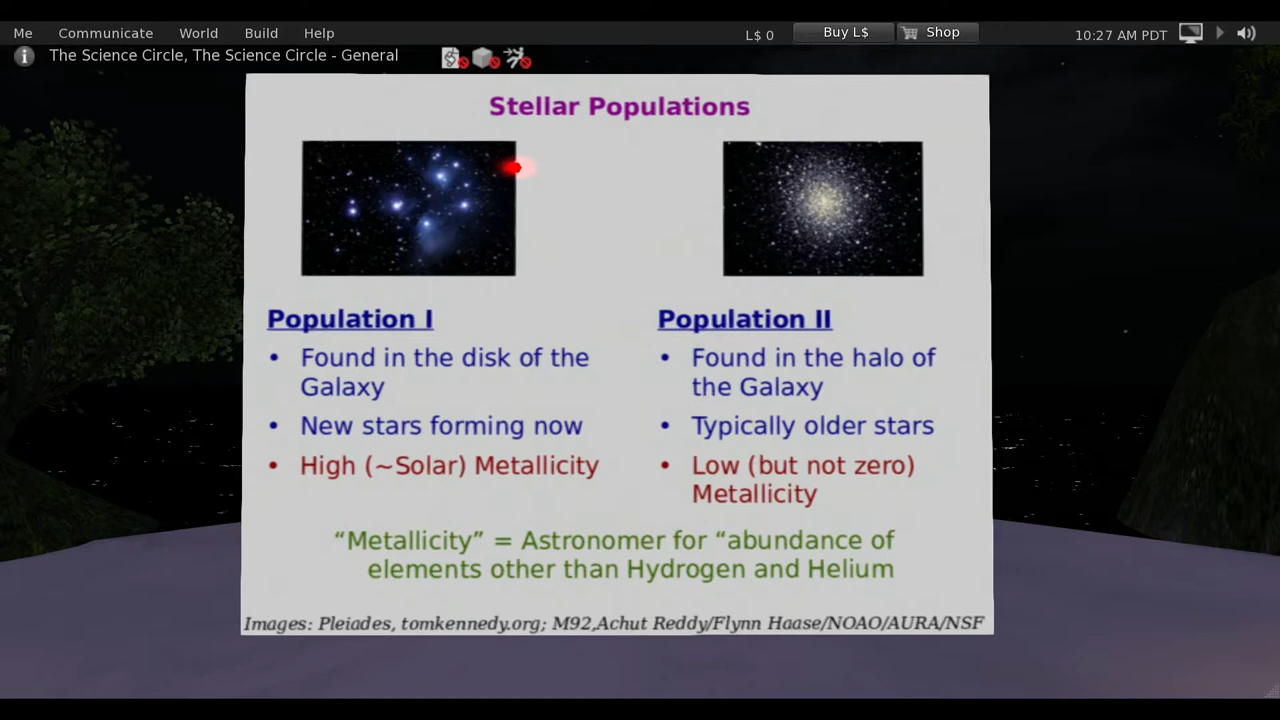 Me Communicate World Build Help L$ 0 Buy L$ Shop 10:27 AM PDT
The Science Circle, The Science Circle - General
Stellar Populations
Population I
• Found in the disk of the
Galaxy
• New stars forming now
• High (~Solar) Metallicity
Population II
• Found in the halo of
the Galaxy
• Typically older stars
• Low (but not zero)
Metallicity
“Metallicity” = Astronomer for “abundance of
elements other than Hydrogen and Helium
Images: Pleiades, tomkennedy.org; M92,Achut Reddy/Flynn Haase/NOAO/AURA/NSF